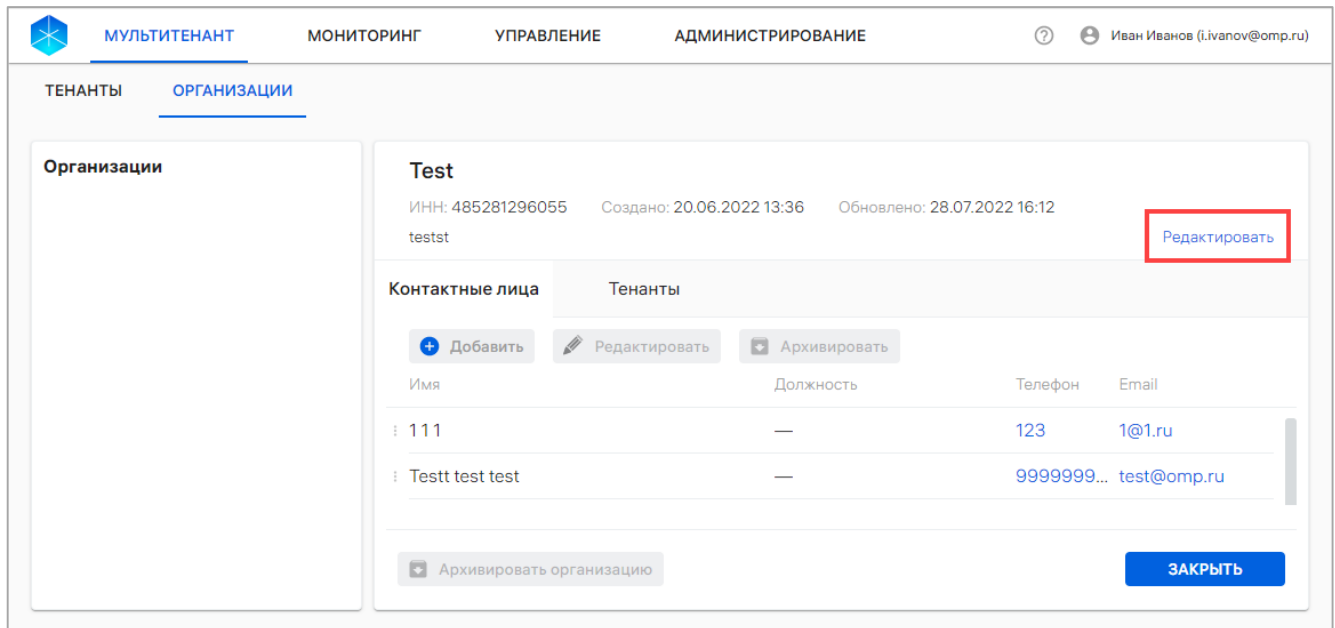 МУЛЬТИТЕНАНТ МОНИТОРИНГ УПРАВЛЕНИЕ АДМИНИСТРИРОВАНИЕ ? Иван Иванов (i.ivanov@omp.ru)
ТЕНАНТЫ ОРГАНИЗАЦИИ
Организации
Test
ИНН: 485281296055 Создано: 20.06.2022 13:36 Обновлено: 28.07.2022 16:12
testst Редактировать
Контактные лица Тенанты
Добавить Редактировать Архивировать
Имя Должность Телефон Email
111 — 123 1@1.ru
Testt test test — 9999999... test@omp.ru
Архивировать организацию ЗАКРЫТЬ